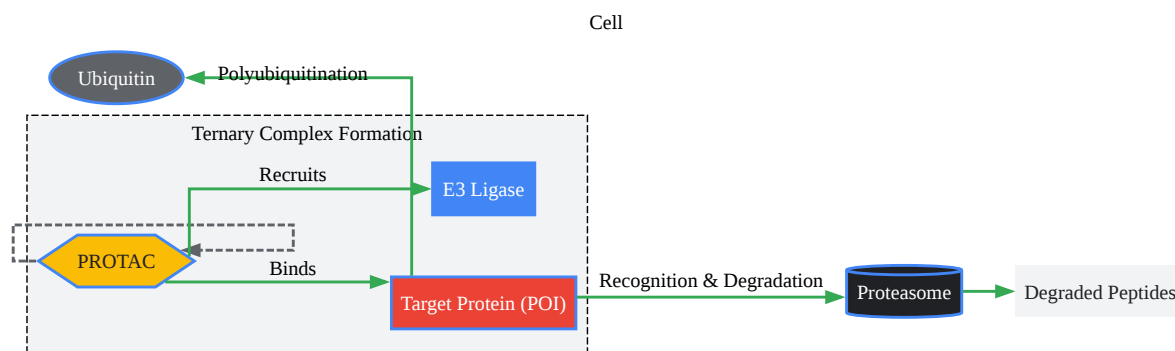 Cell
Ubiquitin
Polyubiquitination
Ternary Complex Formation
Recruits
E3 Ligase
PROTAC
Binds
Target Protein (POI)
Recognition & Degradation
Proteasome
Degraded Peptides